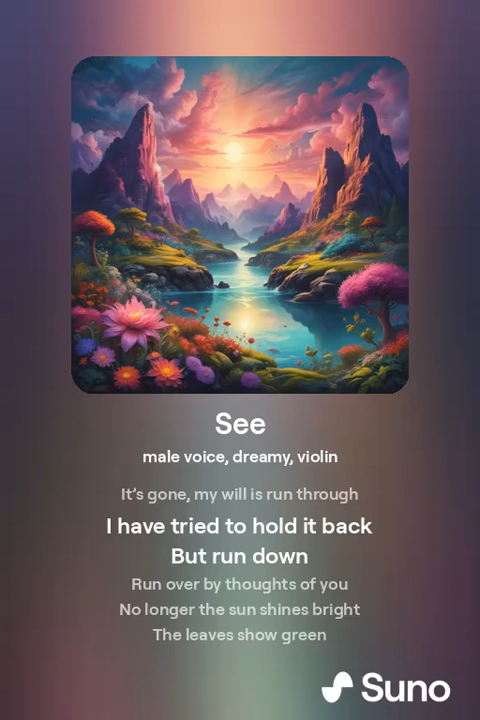 See
male voice, dreamy, violin
It's gone, my will is run through
I have tried to hold it back
But run down
Run over by thoughts of you
No longer the sun shines bright
The leaves show green
Suno